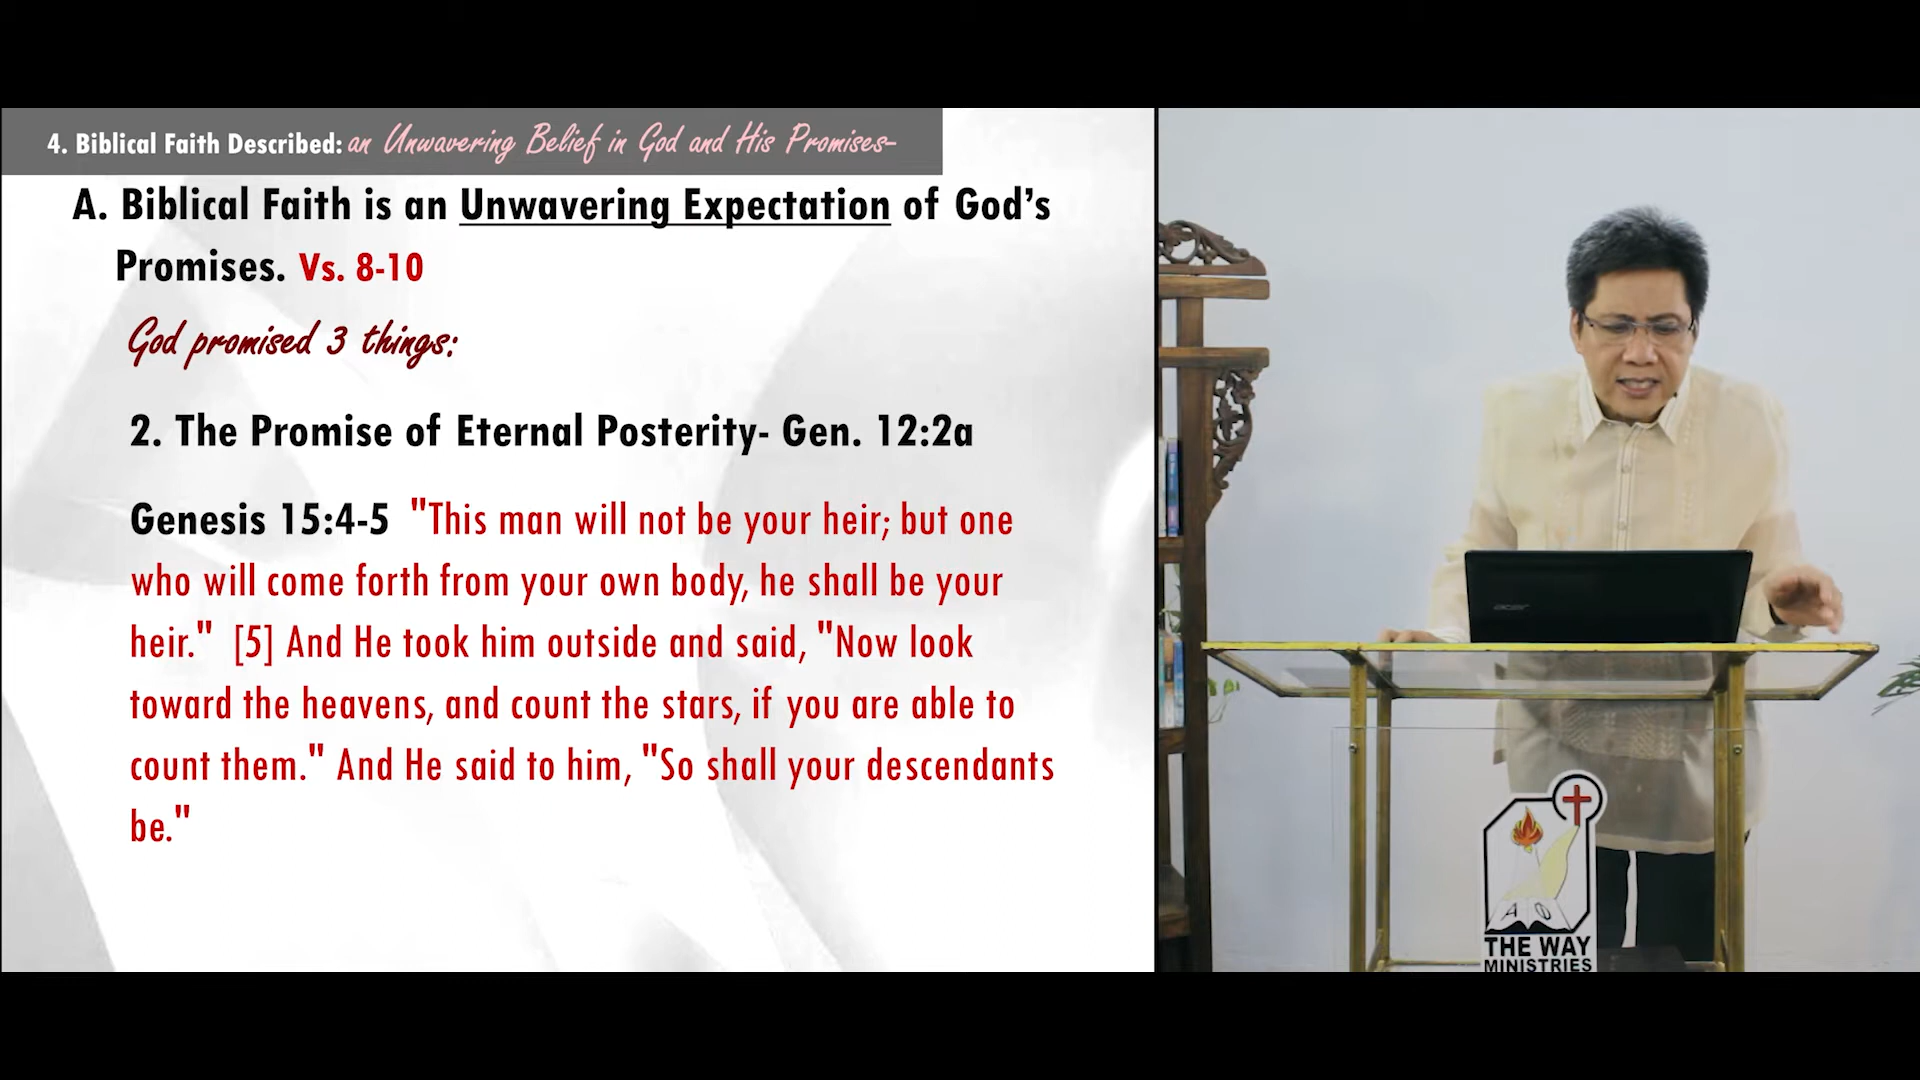 4. Biblical Faith Described: an Unwavering Belief in God and His Promises-
A. Biblical Faith is an Unwavering Expectation of God’s
Promises. Vs. 8-10
God promised 3 things:
2. The Promise of Eternal Posterity- Gen. 12:2a
Genesis 15:4-5 "This man will not be your heir; but one
who will come forth from your own body, he shall be your
heir." [5] And He took him outside and said, "Now look
toward the heavens, and count the stars, if you are able to
count them." And He said to him, "So shall your descendants
be."
acer
THE WAY
MINISTRIES